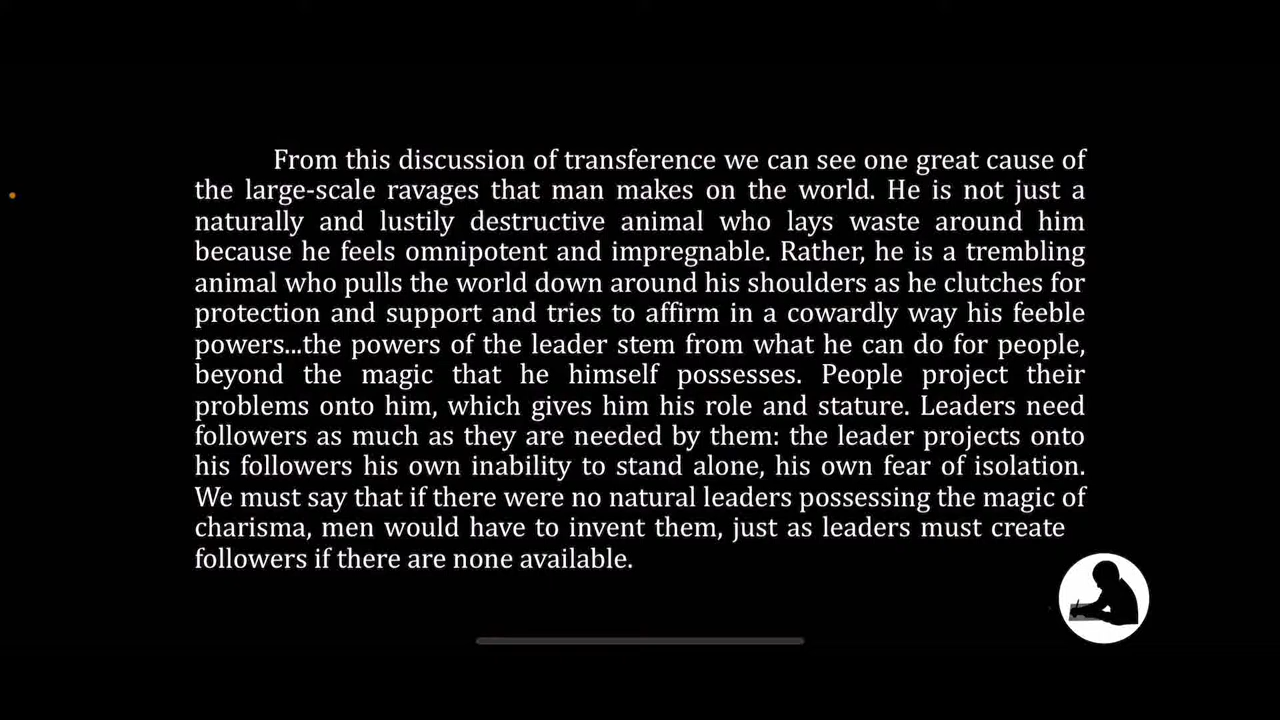 From this discussion of transference we can see one great cause of
the large-scale ravages that man makes on the world. He is not just a
naturally and lustily destructive animal who lays waste around him
because he feels omnipotent and impregnable. Rather, he is a trembling
animal who pulls the world down around his shoulders as he clutches for
protection and support and tries to affirm in a cowardly way his feeble
powers...the powers of the leader stem from what he can do for people,
beyond the magic that he himself possesses. People project their
problems onto him, which gives him his role and stature. Leaders need
followers as much as they are needed by them: the leader projects onto
his followers his own inability to stand alone, his own fear of isolation.
We must say that if there were no natural leaders possessing the magic of
charisma, men would have to invent them, just as leaders must create
followers if there are none available.